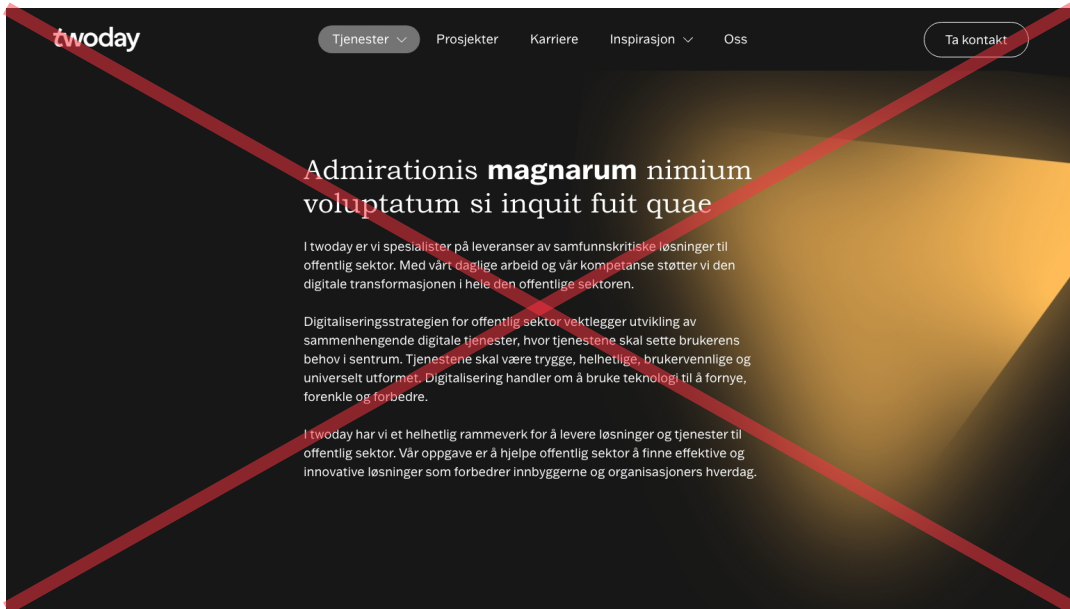 twoday
Tjenester
Prosjekter
Karriere
Inspirasjon
Oss
Ta kontakt
Admirationis magnarum nimium
voluptatum si inquit fuit quae
I twoday er vi spesialister på leveranser av samfunnskritiske løsninger til
offentlig sektor. Med vårt daglige arbeid og vår kompetanse støtter vi den
digitale transformasjonen i hele den offentlige sektoren.
Digitaliseringsstrategien for offentlig sektor vektlegger utvikling av
sammenhengende digitale tjenester, hvor tjenestene skal sette brukerens
behov i sentrum. Tjenestene skal være trygge, helhetlige, brukervennlige og
universelt utformet. Digitalisering handler om å bruke teknologi til å fornye,
forenkle og forbedre.
I twoday har vi et helhetlig rammeverk for å levere løsninger og tjenester til
offentlig sektor. Vår oppgave er å hjelpe offentlig sektor å finne effektive og
innovative løsninger som forbedrer innbyggerne og organisasjoners hverdag.